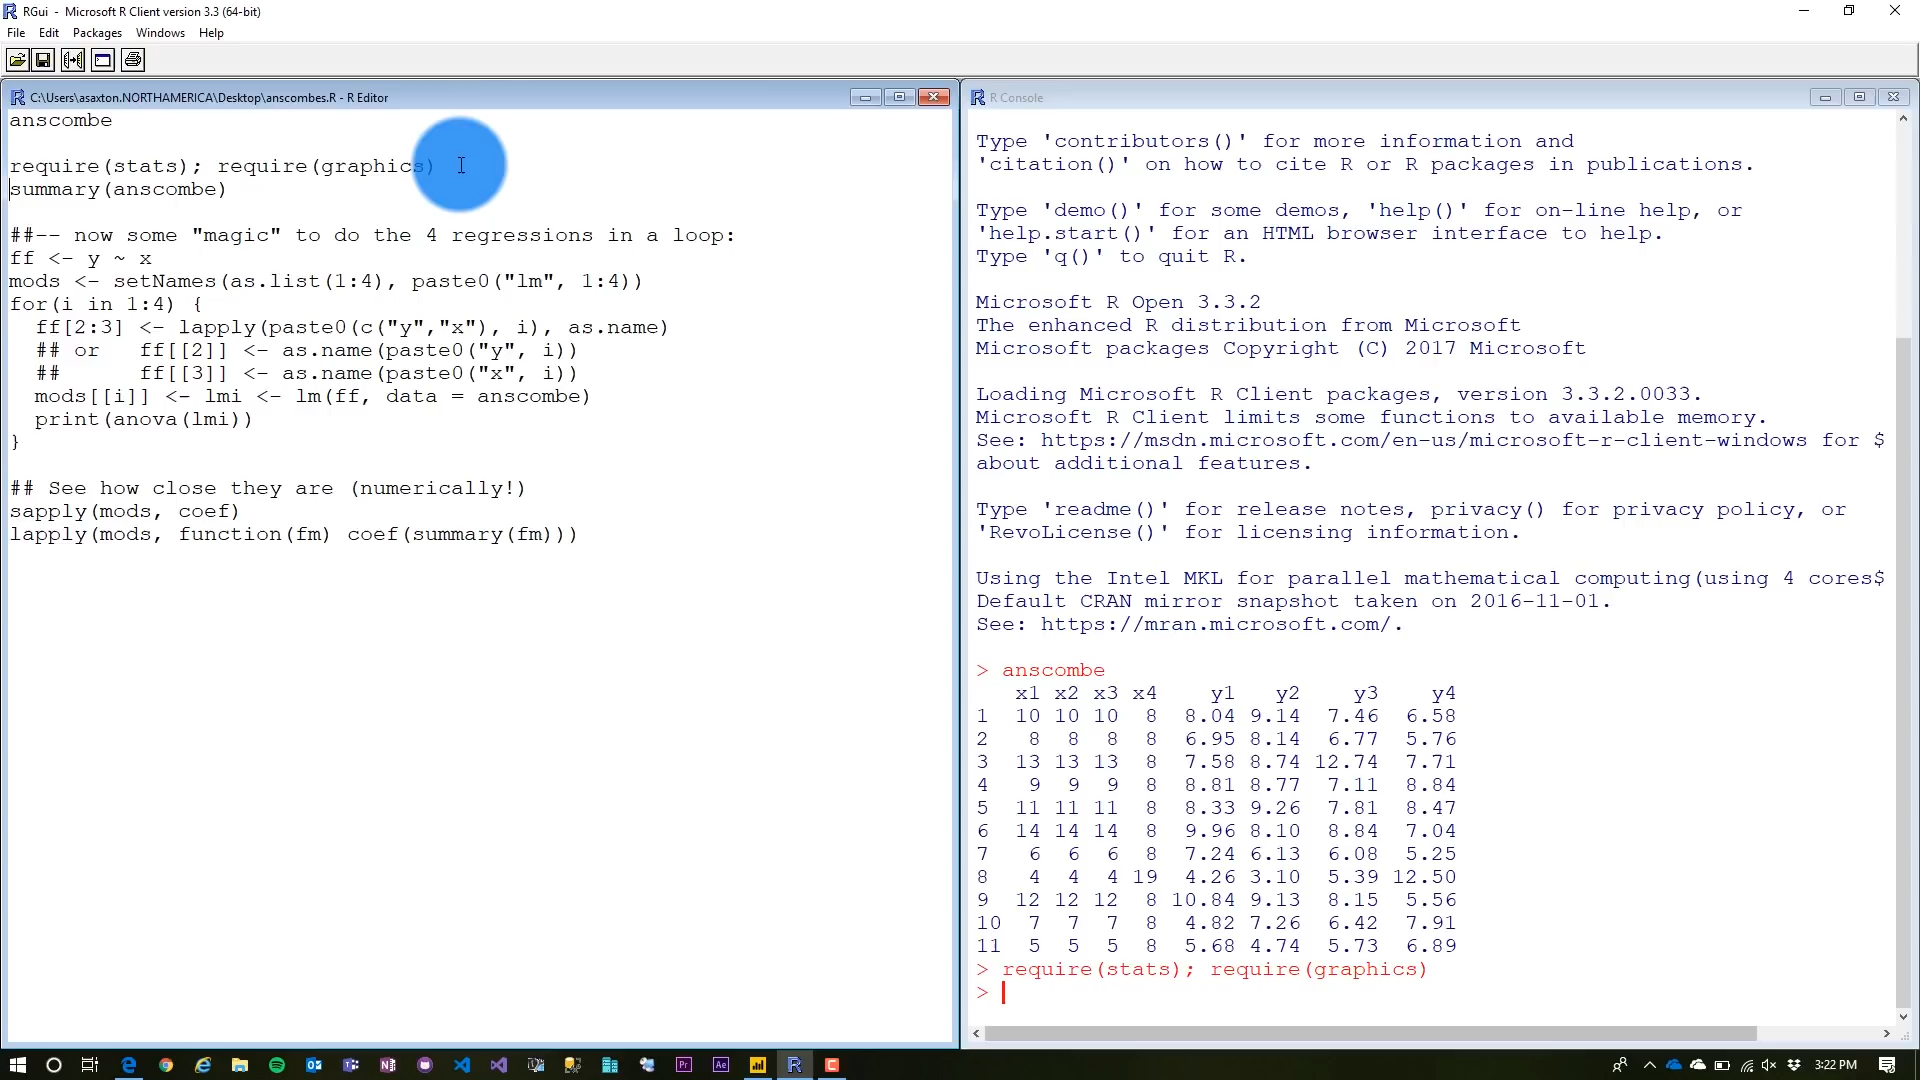 RGui - Microsoft R Client version 3.3 (64-bit)
File Edit Packages Windows Help
C:\Users\asaxton.NORTHAMERICA\Desktop\anscombes.R - R Editor
anscombe
require(stats); require(graphics)
summary(anscombe)
##-- now some "magic" to do the 4 regressions in a loop:
ff <- y ~ x
mods <- setNames(as.list(1:4), paste0("lm", 1:4))
for(i in 1:4) {
  ff[2:3] <- lapply(paste0(c("y","x"), i), as.name)
  ## or   ff[[2]] <- as.name(paste0("y", i))
  ##      ff[[3]] <- as.name(paste0("x", i))
  mods[[i]] <- lmi <- lm(ff, data = anscombe)
  print(anova(lmi))
}
## See how close they are (numerically!)
sapply(mods, coef)
lapply(mods, function(fm) coef(summary(fm)))
R Console
Type 'contributors()' for more information and
'citation()' on how to cite R or R packages in publications.
Type 'demo()' for some demos, 'help()' for on-line help, or
'help.start()' for an HTML browser interface to help.
Type 'q()' to quit R.
Microsoft R Open 3.3.2
The enhanced R distribution from Microsoft
Microsoft packages Copyright (C) 2017 Microsoft
Loading Microsoft R Client packages, version 3.3.2.0033.
Microsoft R Client limits some functions to available memory.
See: https://msdn.microsoft.com/en-us/microsoft-r-client-windows for $
about additional features.
Type 'readme()' for release notes, privacy() for privacy policy, or
'RevoLicense()' for licensing information.
Using the Intel MKL for parallel mathematical computing(using 4 cores$
Default CRAN mirror snapshot taken on 2016-11-01.
See: https://mran.microsoft.com/.
> anscombe
   x1 x2 x3 x4    y1   y2    y3    y4
1  10 10 10  8  8.04 9.14  7.46  6.58
2   8  8  8  8  6.95 8.14  6.77  5.76
3  13 13 13  8  7.58 8.74 12.74  7.71
4   9  9  9  8  8.81 8.77  7.11  8.84
5  11 11 11  8  8.33 9.26  7.81  8.47
6  14 14 14  8  9.96 8.10  8.84  7.04
7   6  6  6  8  7.24 6.13  6.08  5.25
8   4  4  4 19  4.26 3.10  5.39 12.50
9  12 12 12  8 10.84 9.13  8.15  5.56
10  7  7  7  8  4.82 7.26  6.42  7.91
11  5  5  5  8  5.68 4.74  5.73  6.89
> require(stats); require(graphics)
>
3:22 PM